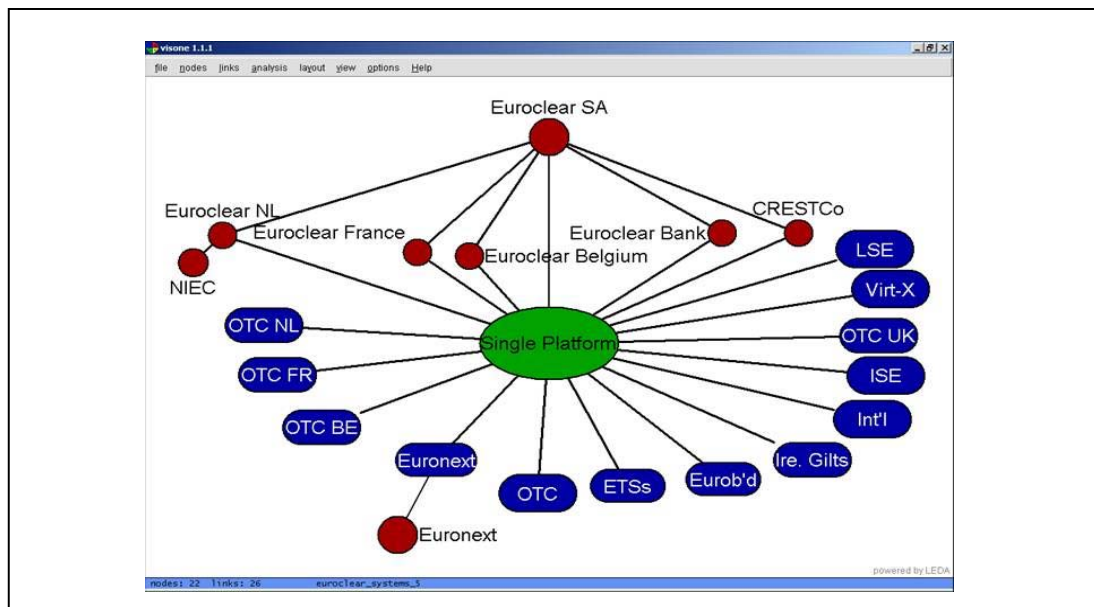 visone 1.1.1
file nodes links analysis layout view options Help
Euroclear SA
Euroclear NL
CRESTCo
Euroclear France
Euroclear Bank
Euroclear Belgium
LSE
NIEC
Virt-X
OTC NL
OTC UK
Single Platform
OTC FR
ISE
OTC BE
Int'l
Euronext
Ire. Gilts
OTC
ETSs
Eurob'd
Euronext
powered by LEDA
nodes: 22 links: 26 euroclear_systems_5